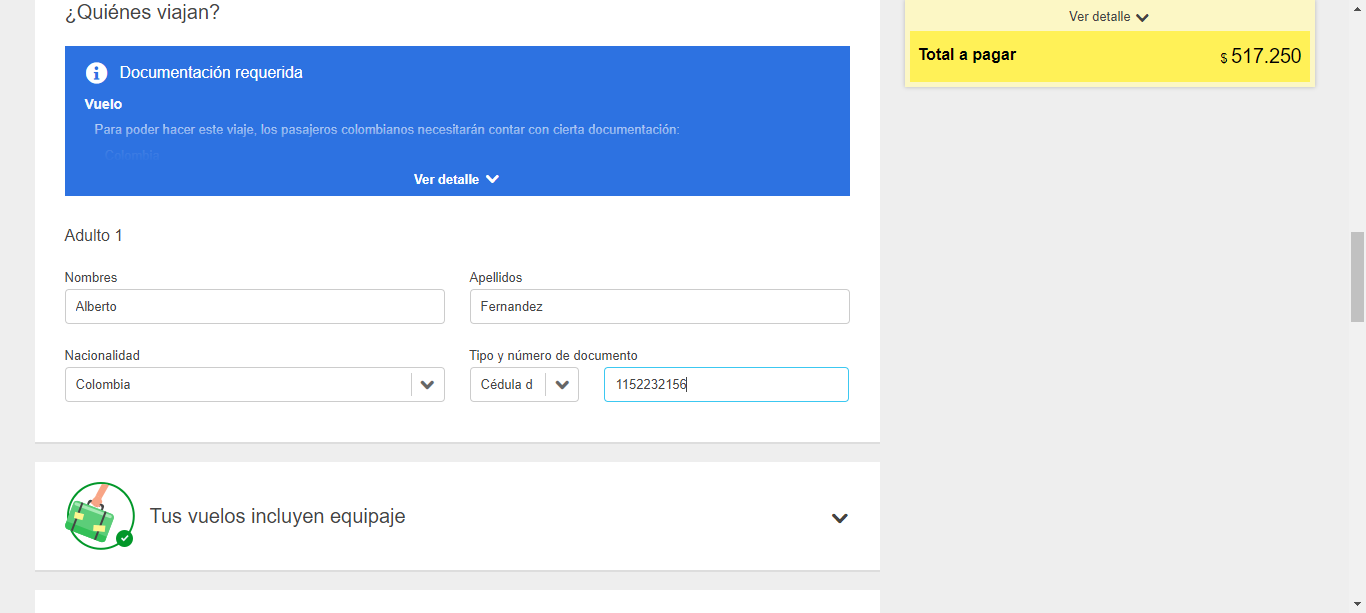 ¿Quiénes viajan?
Documentación requerida
Vuelo
Para poder hacer este viaje, los pasajeros colombianos necesitarán contar con cierta documentación:
Colombia
Ver detalle
Adulto 1
Nombres
Apellidos
Alberto
Fernandez
Nacionalidad
Tipo y número de documento
Colombia
Cédula d
1152232156
Tus vuelos incluyen equipaje
Ver detalle
Total a pagar
$ 517.250